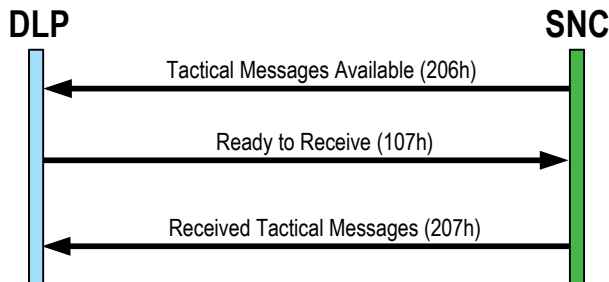 DLP
SNC
Tactical Messages Available (206h)
Ready to Receive (107h)
Received Tactical Messages (207h)